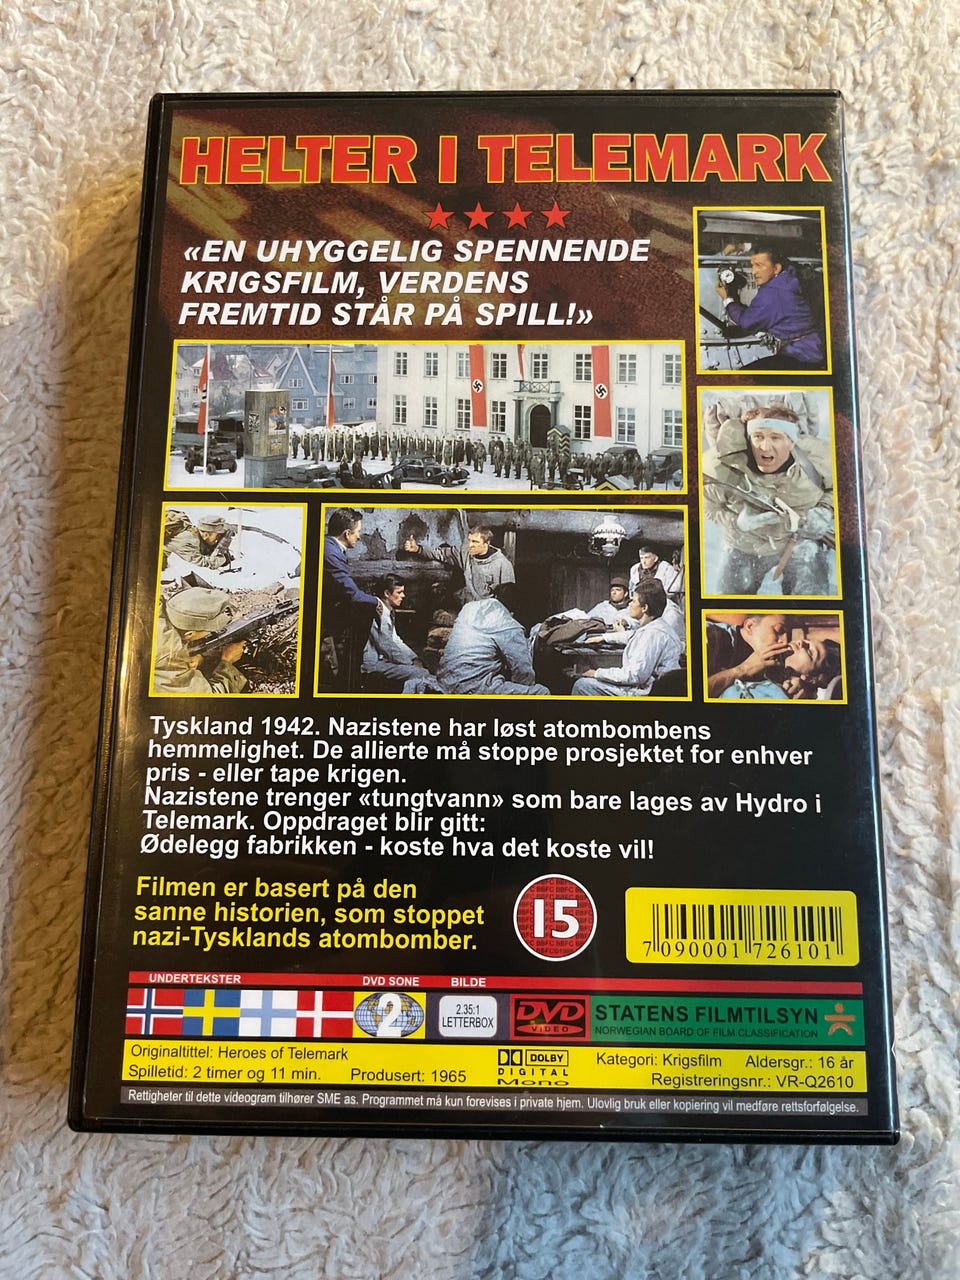 HELTER I TELEMARK
«EN UHYGGELIG SPENNENDE
KRIGSFILM, VERDENS
FREMTID STÅR PÅ SPILL!»
Tyskland 1942. Nazistene har løst atombombens
hemmelighet. De allierte må stoppe prosjektet for enhver
pris - eller tape krigen.
Nazistene trenger «tungtvann» som bare lages av Hydro i
Telemark. Oppdraget blir gitt:
Ødelegg fabrikken - koste hva det koste vil!
Filmen er basert på den
sanne historien, som stoppet
nazi-Tysklands atombomber.
15
7 090001 726101
UNDERTEKSTER DVD SONE BILDE
2
2.35:1
LETTERBOX
DVD
VIDEO
STATENS FILMTILSYN
NORWEGIAN BOARD OF FILM CLASSIFICATION
Originaltittel: Heroes of Telemark
Spilletid: 2 timer og 11 min. Produsert: 1965
DOLBY
DIGITAL
Mono
Kategori: Krigsfilm Aldersgr.: 16 år
Registreringsnr.: VR-Q2610
Rettigheter til dette videogram tilhører SME as. Programmet må kun forevises i private hjem. Ulovlig bruk eller kopiering vil medføre rettsforfølgelse.